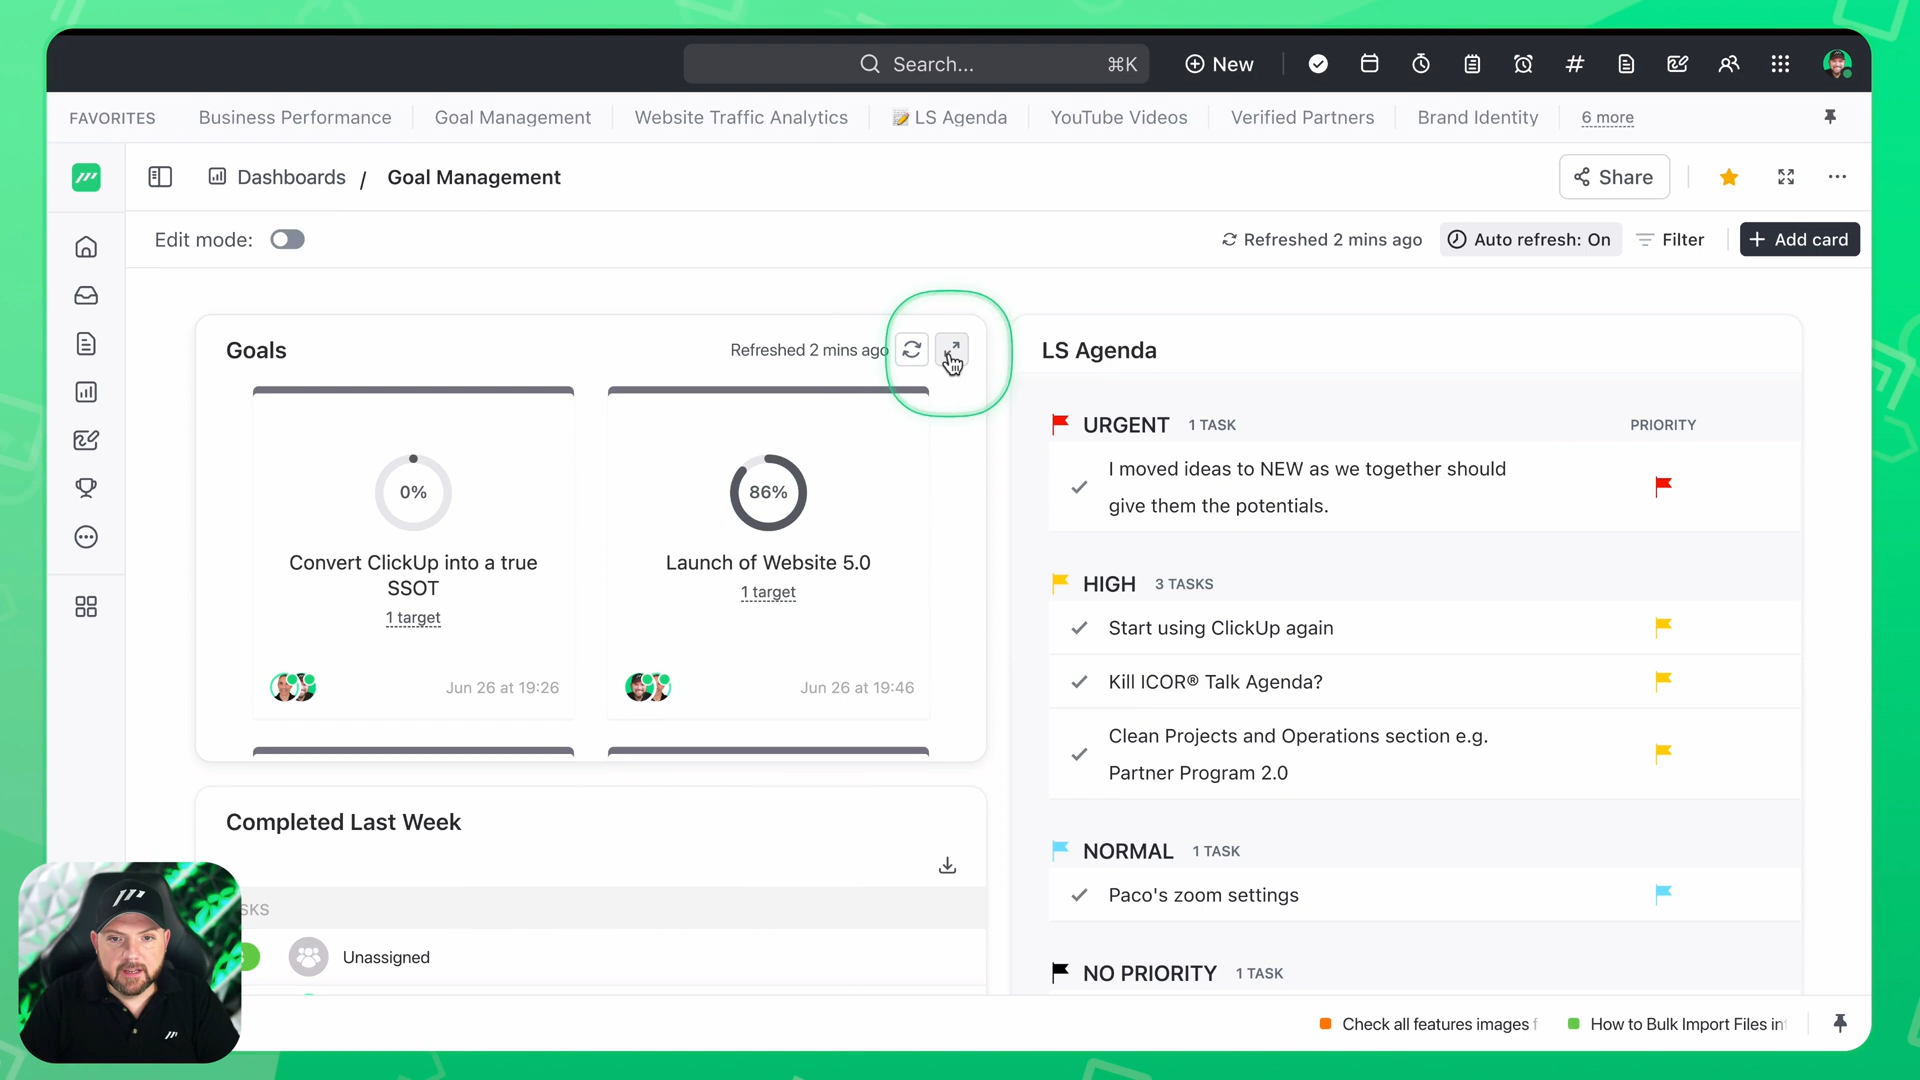 Search... ⌘K New
FAVORITES Business Performance Goal Management Website Traffic Analytics 📝 LS Agenda YouTube Videos Verified Partners Brand Identity 6 more
Dashboards / Goal Management Share
Edit mode: Refreshed 2 mins ago Auto refresh: On Filter + Add card
Goals Refreshed 2 mins ago
0%
Convert ClickUp into a true
SSOT
1 target
Jun 26 at 19:26
86%
Launch of Website 5.0
1 target
Jun 26 at 19:46
Completed Last Week
Unassigned
LS Agenda
URGENT 1 TASK PRIORITY
I moved ideas to NEW as we together should
give them the potentials.
HIGH 3 TASKS
Start using ClickUp again
Kill ICOR® Talk Agenda?
Clean Projects and Operations section e.g.
Partner Program 2.0
NORMAL 1 TASK
Paco's zoom settings
NO PRIORITY 1 TASK
Check all features images How to Bulk Import Files